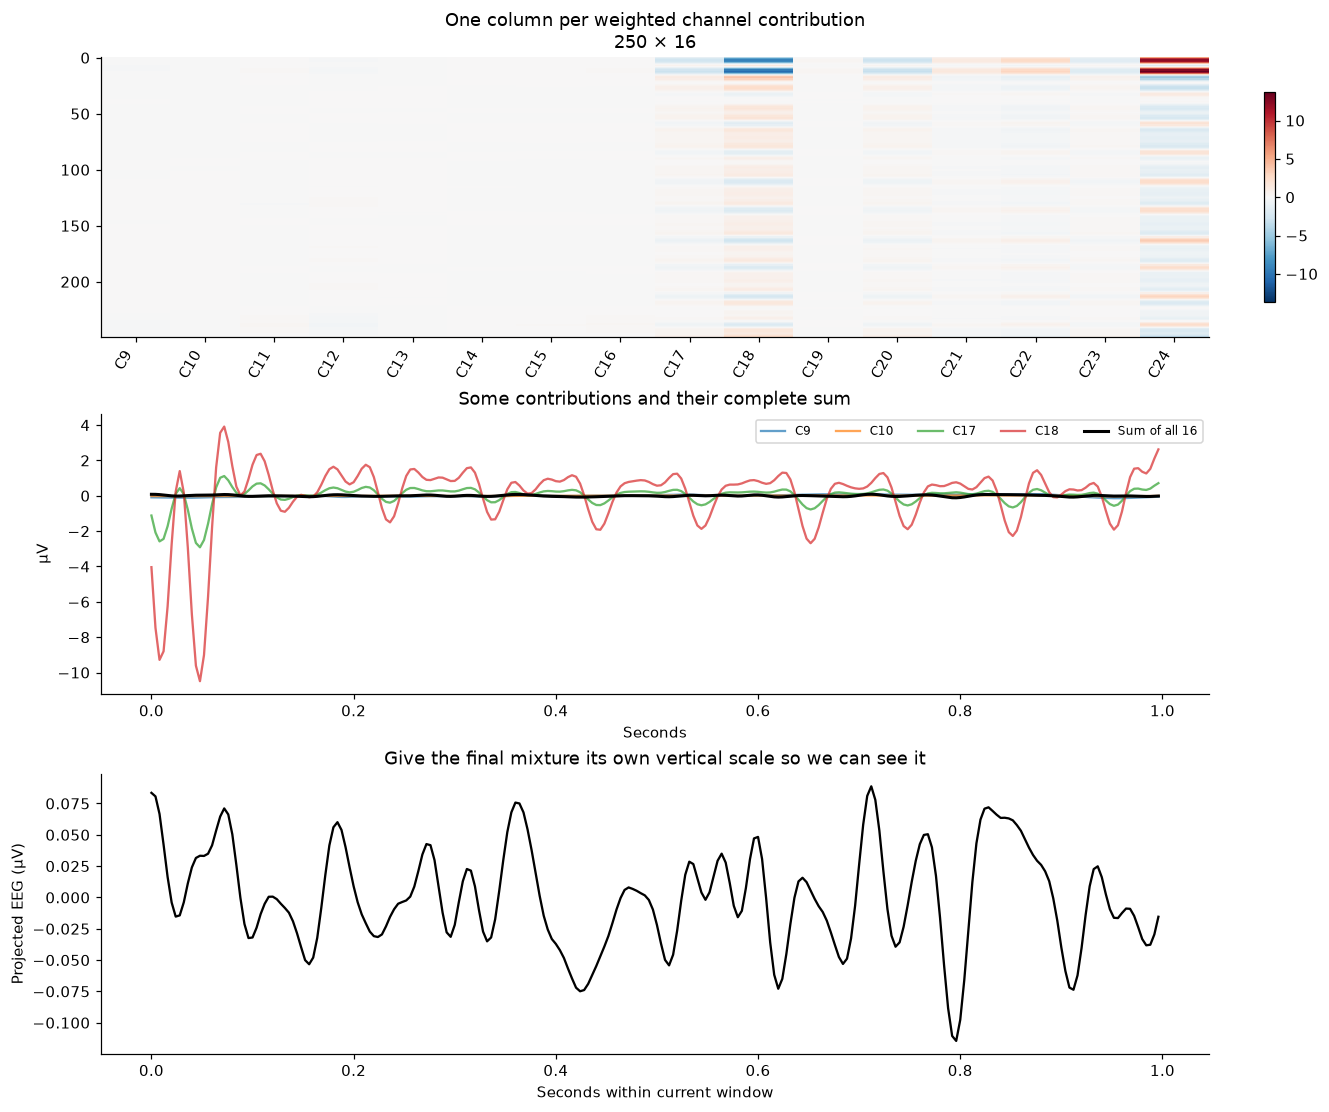 One column per weighted channel contribution
250 × 16
0
50
100
150
200
10
5
0
−5
−10
C9
C10
C11
C12
C13
C14
C15
C16
C17
C18
C19
C20
C21
C22
C23
C24
Some contributions and their complete sum
C9
C10
C17
C18
Sum of all 16
4
2
0
−2
−4
−6
−8
−10
µV
0.0
0.2
0.4
0.6
0.8
1.0
Seconds
Give the final mixture its own vertical scale so we can see it
0.075
0.050
0.025
0.000
−0.025
−0.050
−0.075
−0.100
Projected EEG (µV)
0.0
0.2
0.4
0.6
0.8
1.0
Seconds within current window